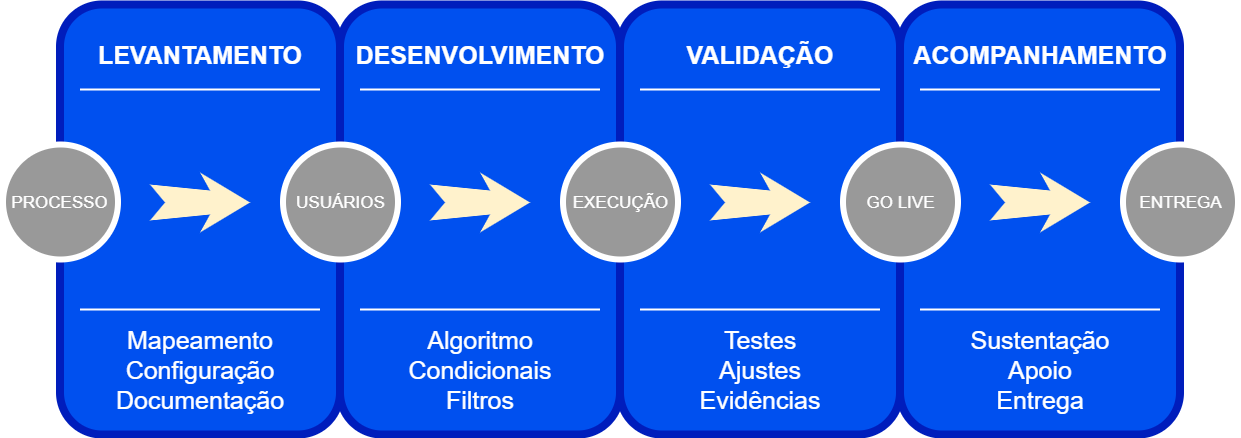 LEVANTAMENTO
DESENVOLVIMENTO
VALIDAÇÃO
ACOMPANHAMENTO
PROCESSO
USUÁRIOS
EXECUÇÃO
GO LIVE
ENTREGA
Mapeamento
Configuração
Documentação
Algoritmo
Condicionais
Filtros
Testes
Ajustes
Evidências
Sustentação
Apoio
Entrega